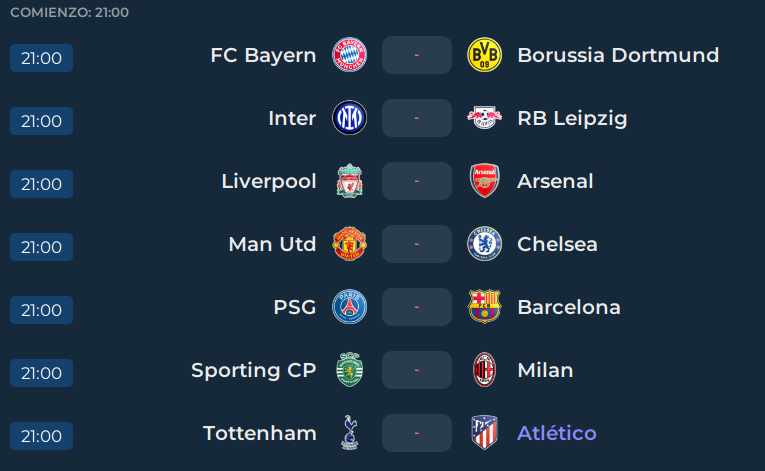 COMIENZO: 21:00
21:00 FC Bayern - Borussia Dortmund
21:00 Inter - RB Leipzig
21:00 Liverpool - Arsenal
21:00 Man Utd - Chelsea
21:00 PSG - Barcelona
21:00 Sporting CP - Milan
21:00 Tottenham - Atlético